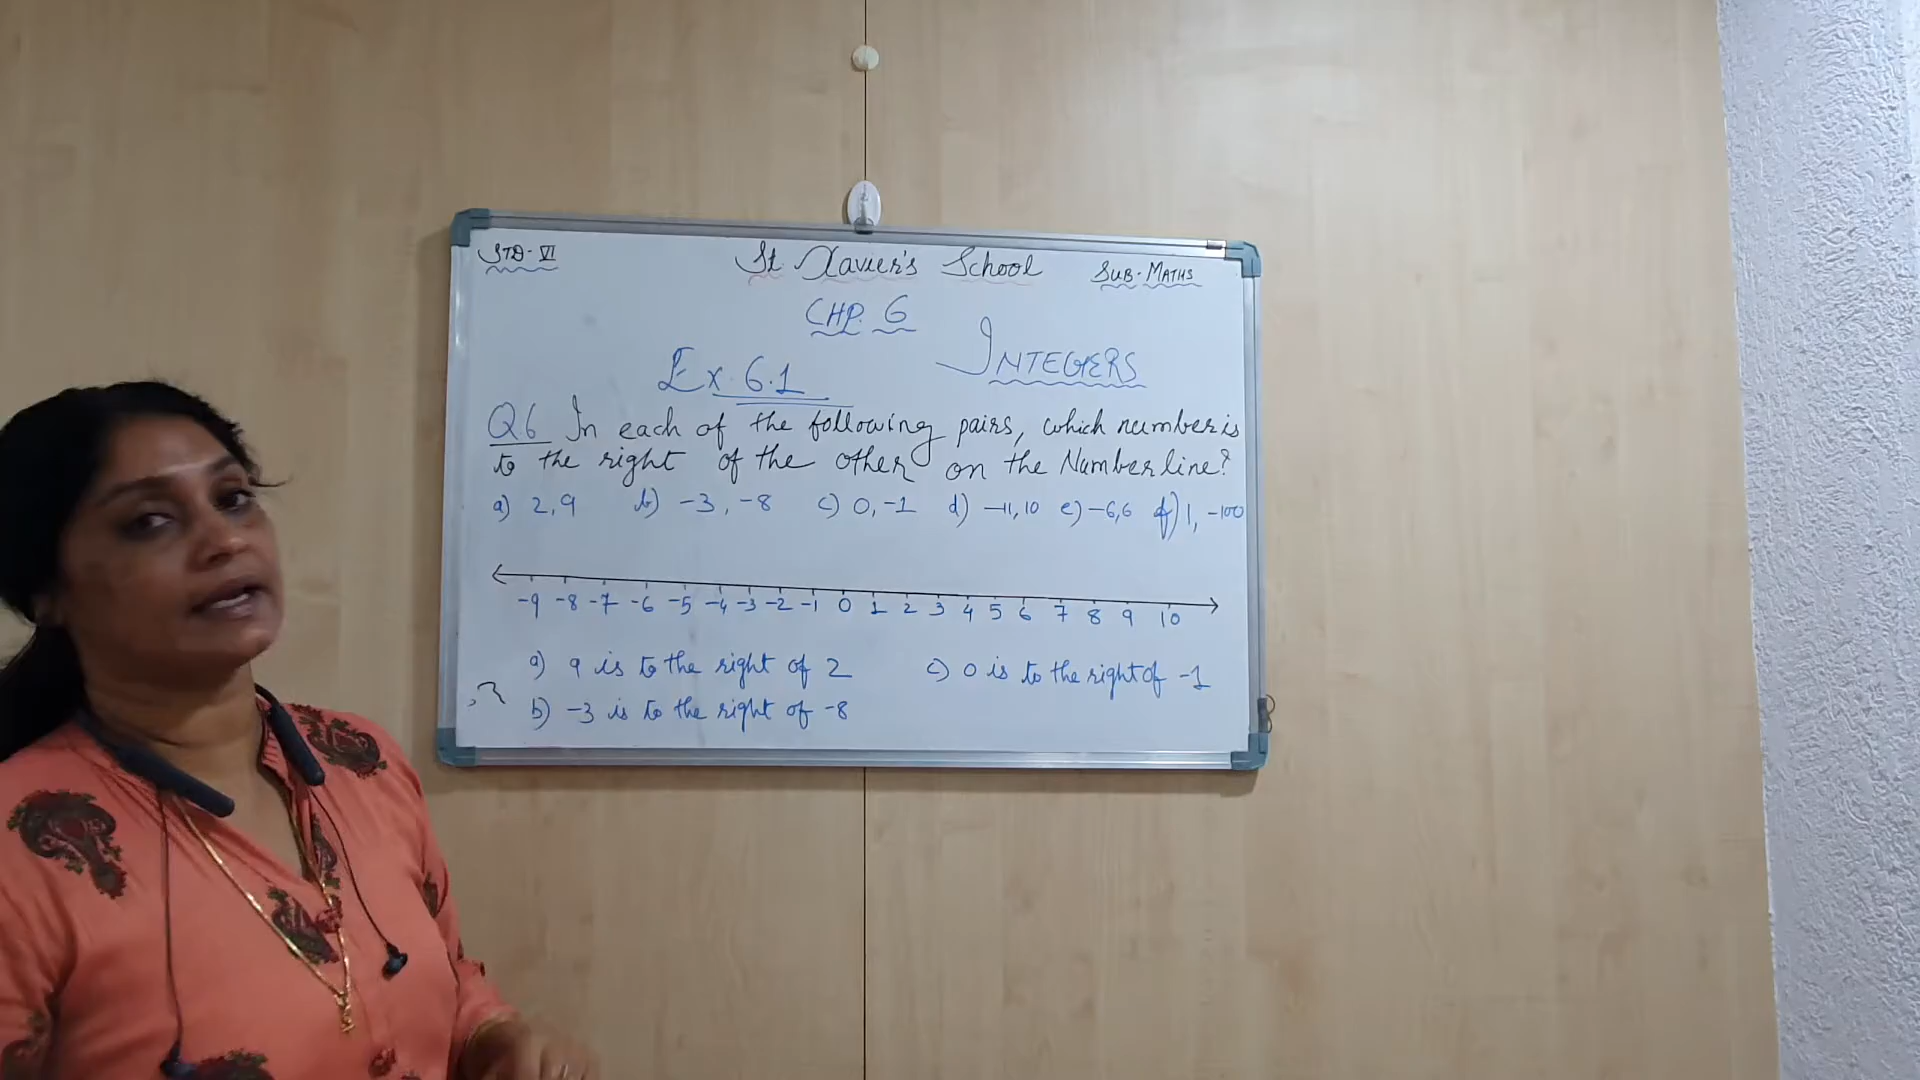 STD-VI St. Xavier's School SUB-MATHS
CHP. 6
Ex. 6.1 INTEGERS
Q6 In each of the following pairs, which number is
to the right of the other on the Number line?
a) 2,9 b) -3, -8 c) 0,-1 d) -11,10 e) -6,6 f) 1, -100
-9 -8 -7 -6 -5 -4 -3 -2 -1 0 1 2 3 4 5 6 7 8 9 10
a) 9 is to the right of 2 c) 0 is to the right of -1
b) -3 is to the right of -8